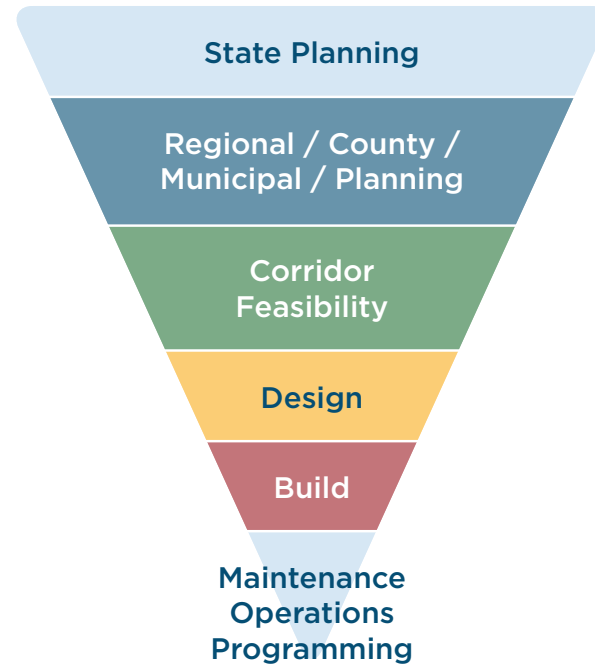 State Planning
Regional / County /
Municipal / Planning
Corridor
Feasibility
Design
Build
Maintenance
Operations
Programming